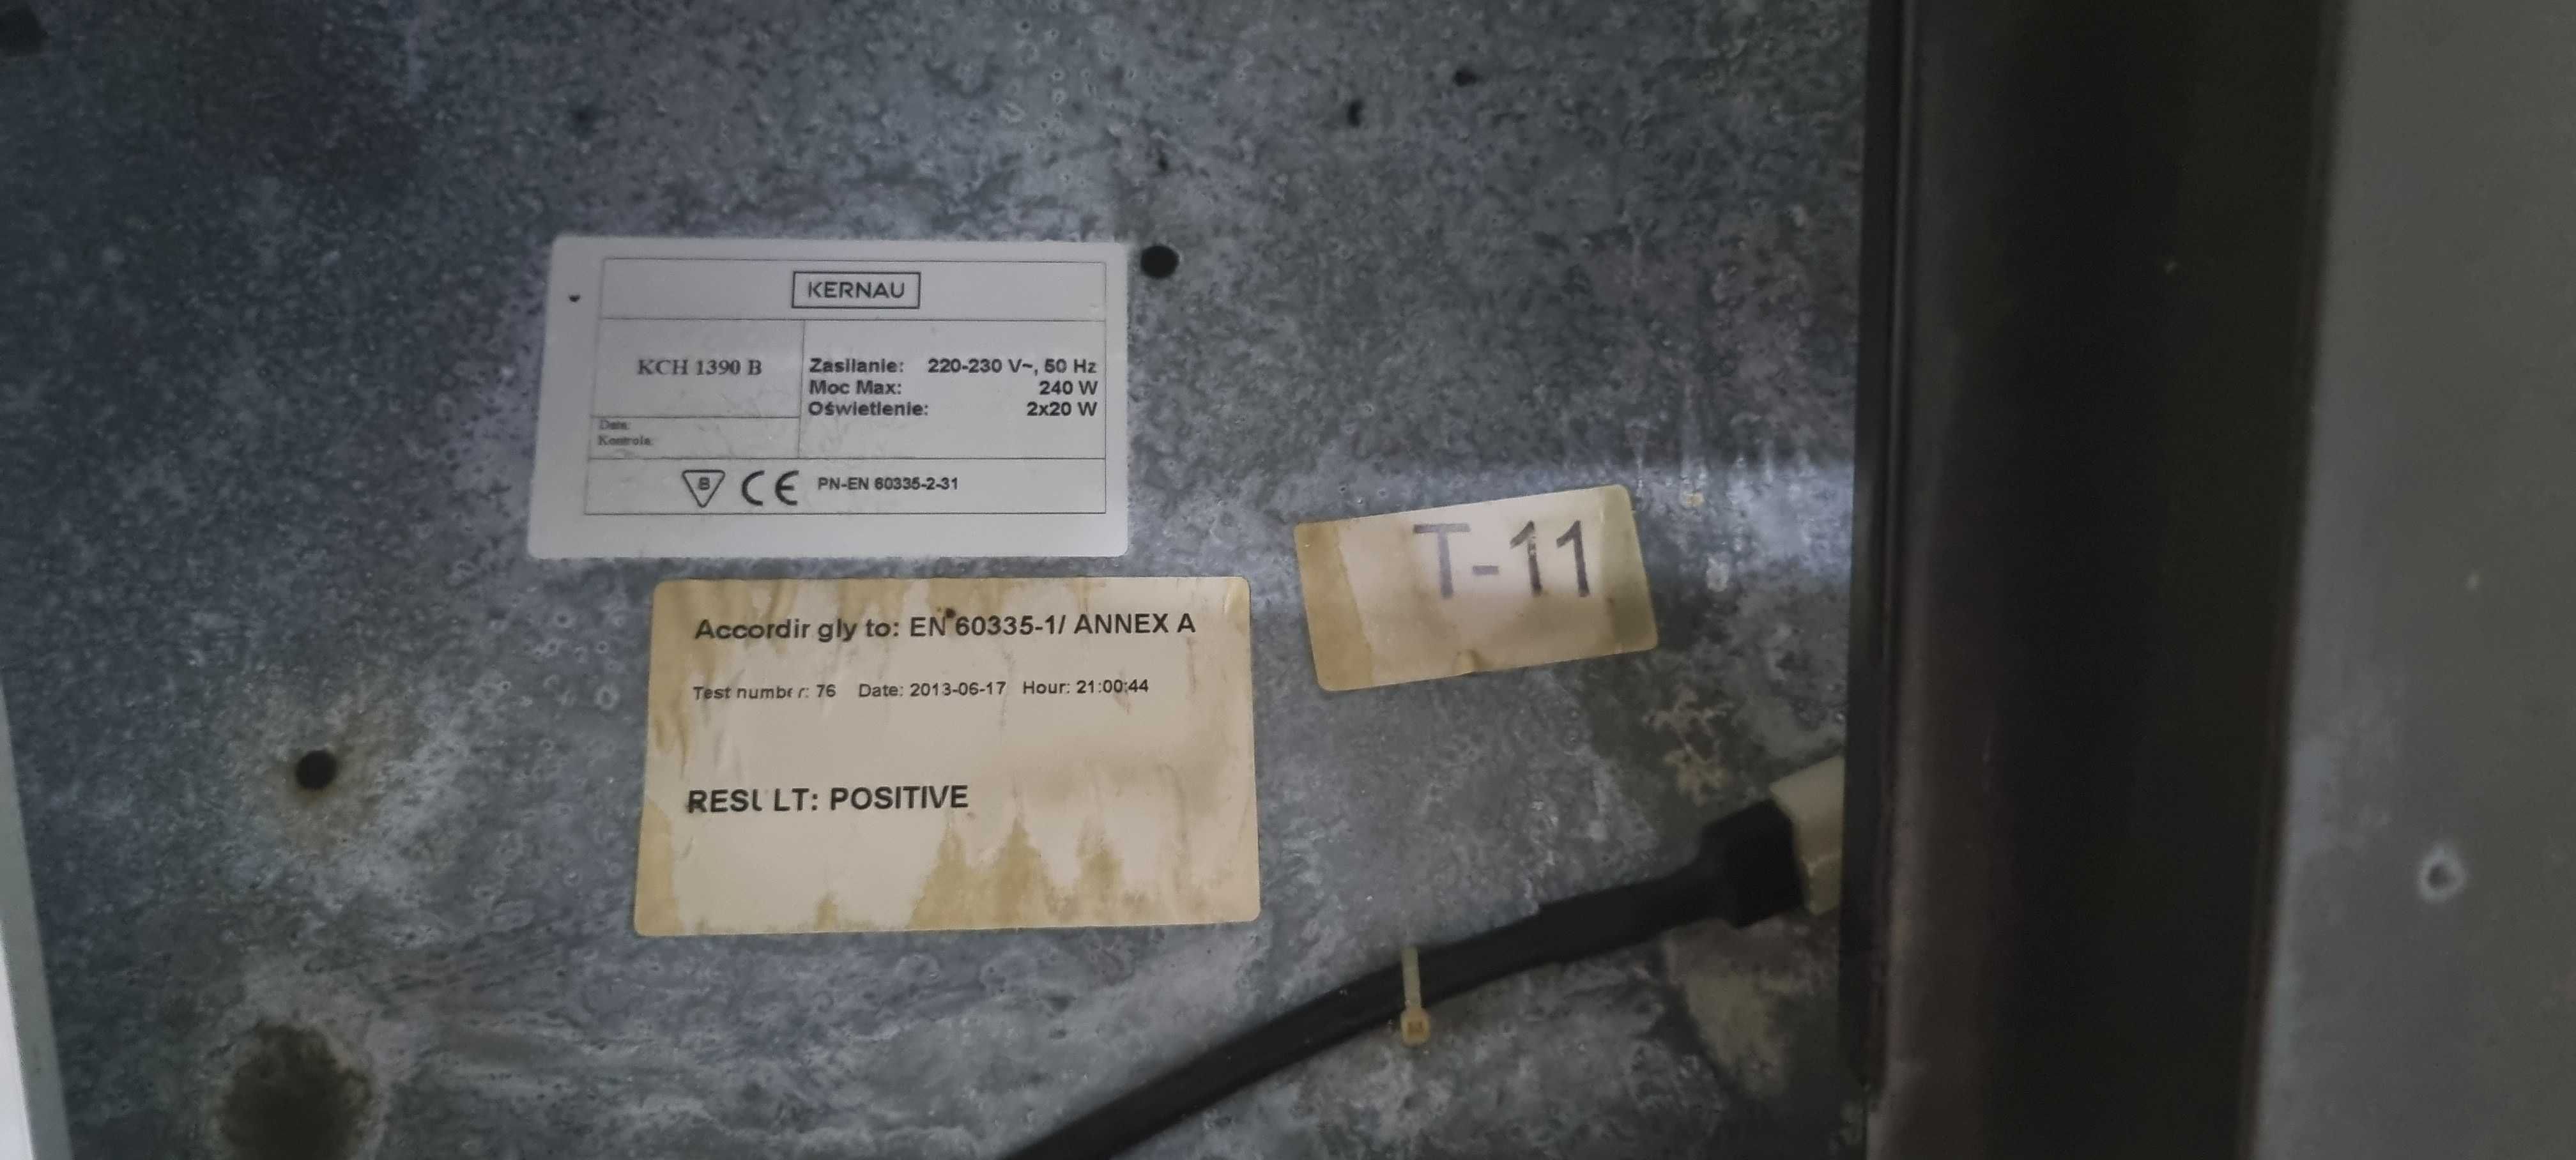 KERNAU
KCH 1390 B
Zasilanie: 220-230 V~, 50 Hz
Moc Max: 240 W
Oświetlenie: 2x20 W
Data:
Kontrola:
B CE PN-EN 60335-2-31
T-11
Accordin gly to: EN 60335-1/ ANNEX A
Test number: 76 Date: 2013-06-17 Hour: 21:00:44
RESULT: POSITIVE